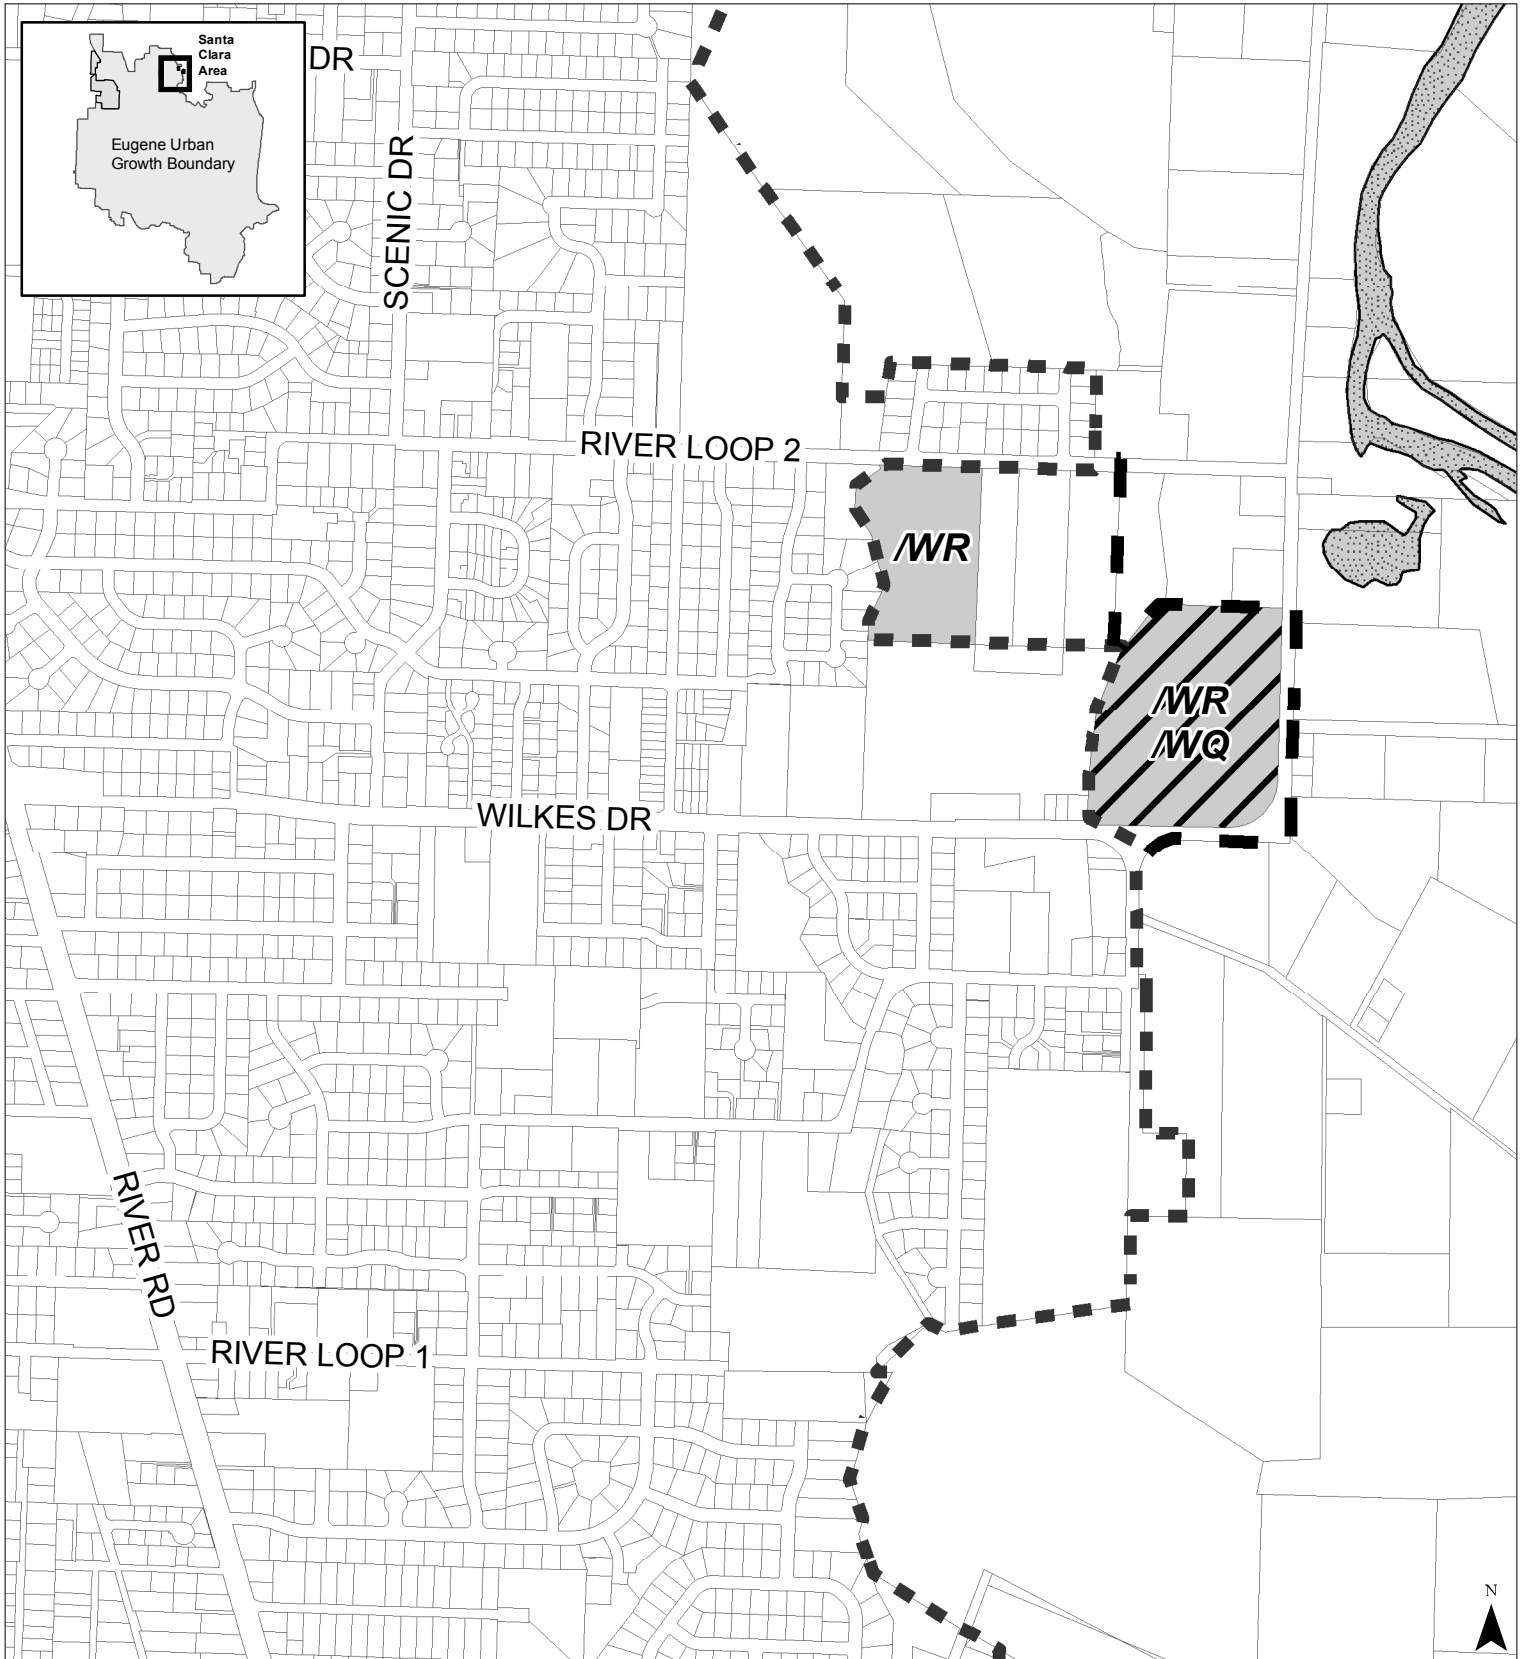 Santa
Clara
Area
DR
Eugene Urban
Growth Boundary
SCENIC DR
RIVER LOOP 2
/WR
/WR
/WQ
WILKES DR
RIVER RD
RIVER LOOP 1
N